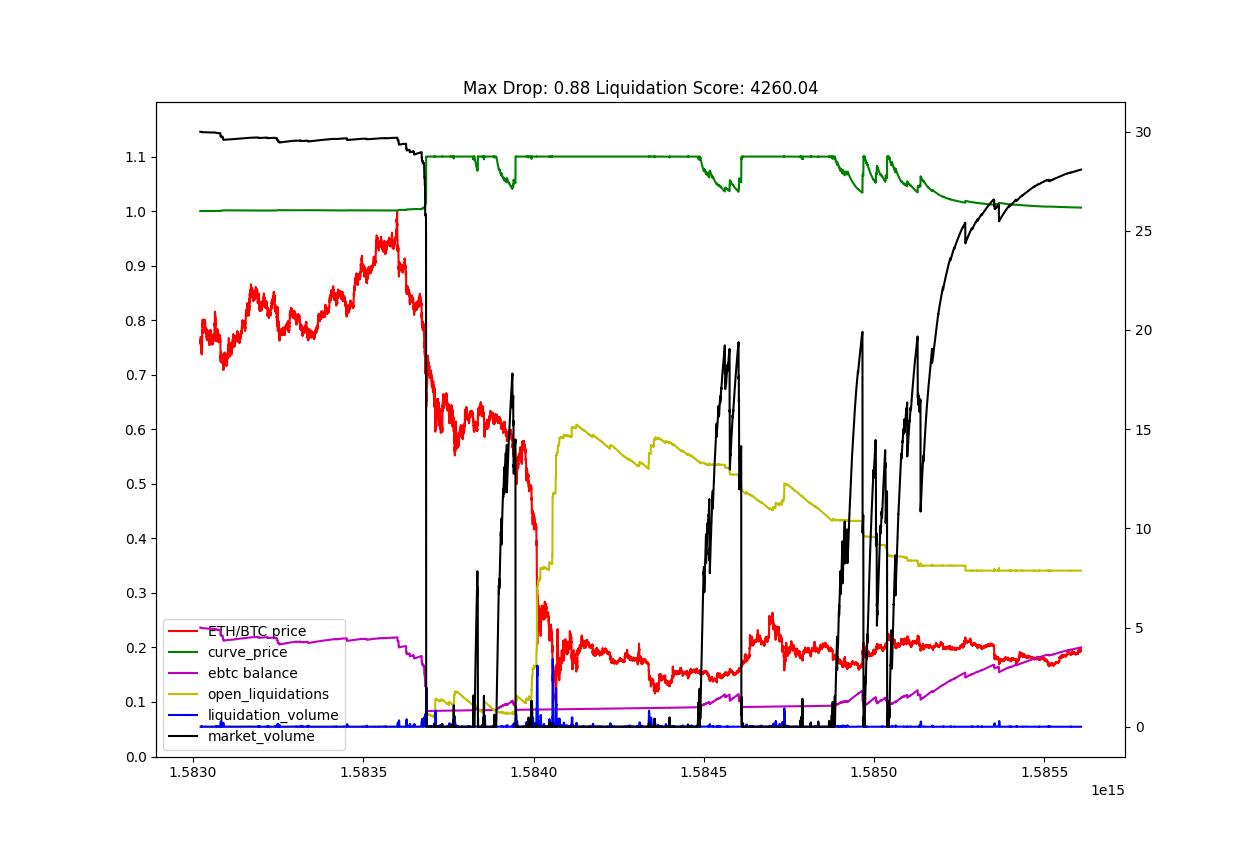 Max Drop: 0.88 Liquidation Score: 4260.04
1.1
1.0
0.9
0.8
0.7
0.6
0.5
0.4
0.3
0.2
0.1
0.0
30
25
20
15
10
5
0
ETH/BTC price
curve_price
ebtc balance
open_liquidations
liquidation_volume
market_volume
1.5830 1.5835 1.5840 1.5845 1.5850 1.5855
1e15